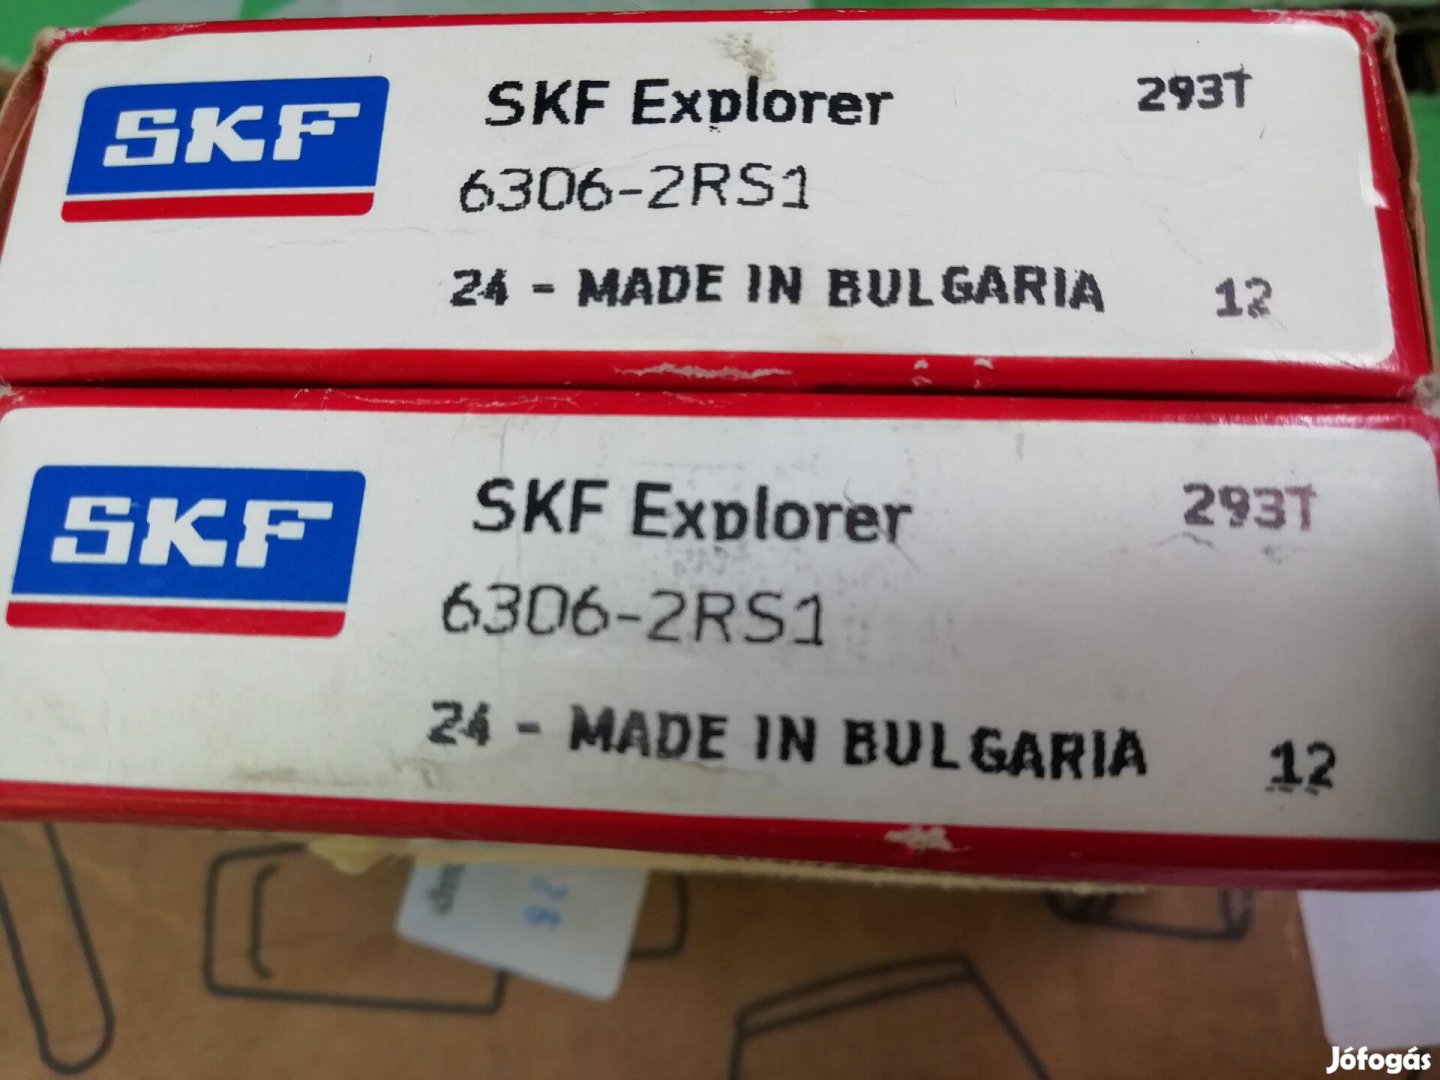 SKF
SKF Explorer 293T
6306-2RS1
24 - MADE IN BULGARIA 12
SKF
SKF Explorer 293T
6306-2RS1
24 - MADE IN BULGARIA 12
26
Jófogás